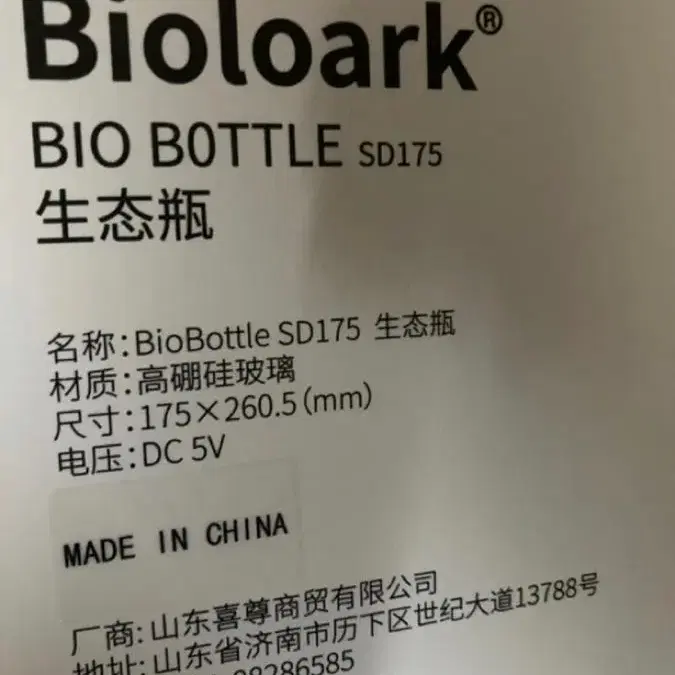 Bioloark®
BIO B0TTLE SD175
生态瓶
名称:BioBottle SD175 生态瓶
材质:高硼硅玻璃
尺寸:175×260.5(mm)
电压:DC 5V
MADE IN CHINA
厂商:山东喜尊商贸有限公司
地址:山东省济南市历下区世纪大道13788号
98286585